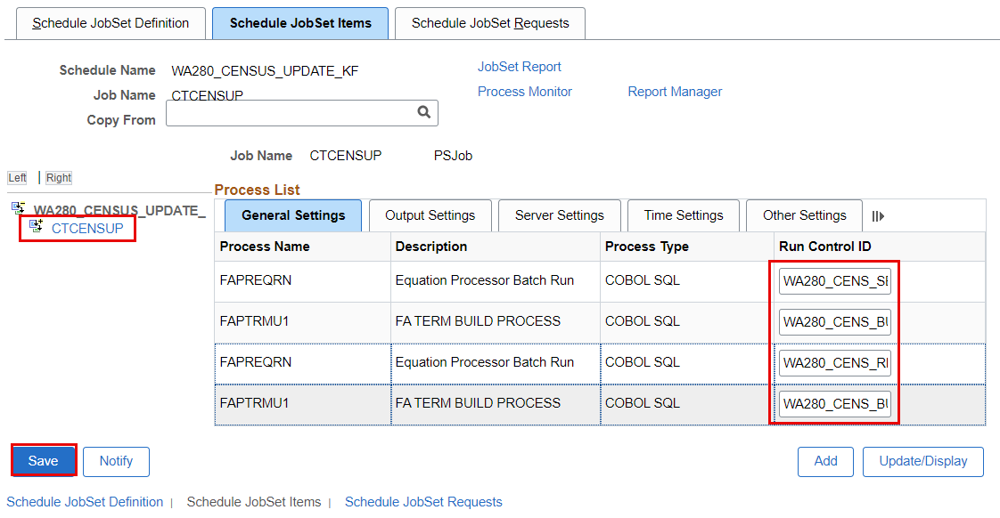 Schedule JobSet Definition Schedule JobSet Items Schedule JobSet Requests
Schedule Name WA280_CENSUS_UPDATE_KF JobSet Report
Job Name CTCENSUP Process Monitor Report Manager
Copy From
Job Name CTCENSUP PSJob
Left | Right
Process List
WA280_CENSUS_UPDATE_
CTCENSUP
General Settings Output Settings Server Settings Time Settings Other Settings
Process Name Description Process Type Run Control ID
FAPREQRN Equation Processor Batch Run COBOL SQL WA280_CENS_SE
FAPTRMU1 FA TERM BUILD PROCESS COBOL SQL WA280_CENS_BU
FAPREQRN Equation Processor Batch Run COBOL SQL WA280_CENS_RE
FAPTRMU1 FA TERM BUILD PROCESS COBOL SQL WA280_CENS_BU
Save Notify Add Update/Display
Schedule JobSet Definition | Schedule JobSet Items | Schedule JobSet Requests